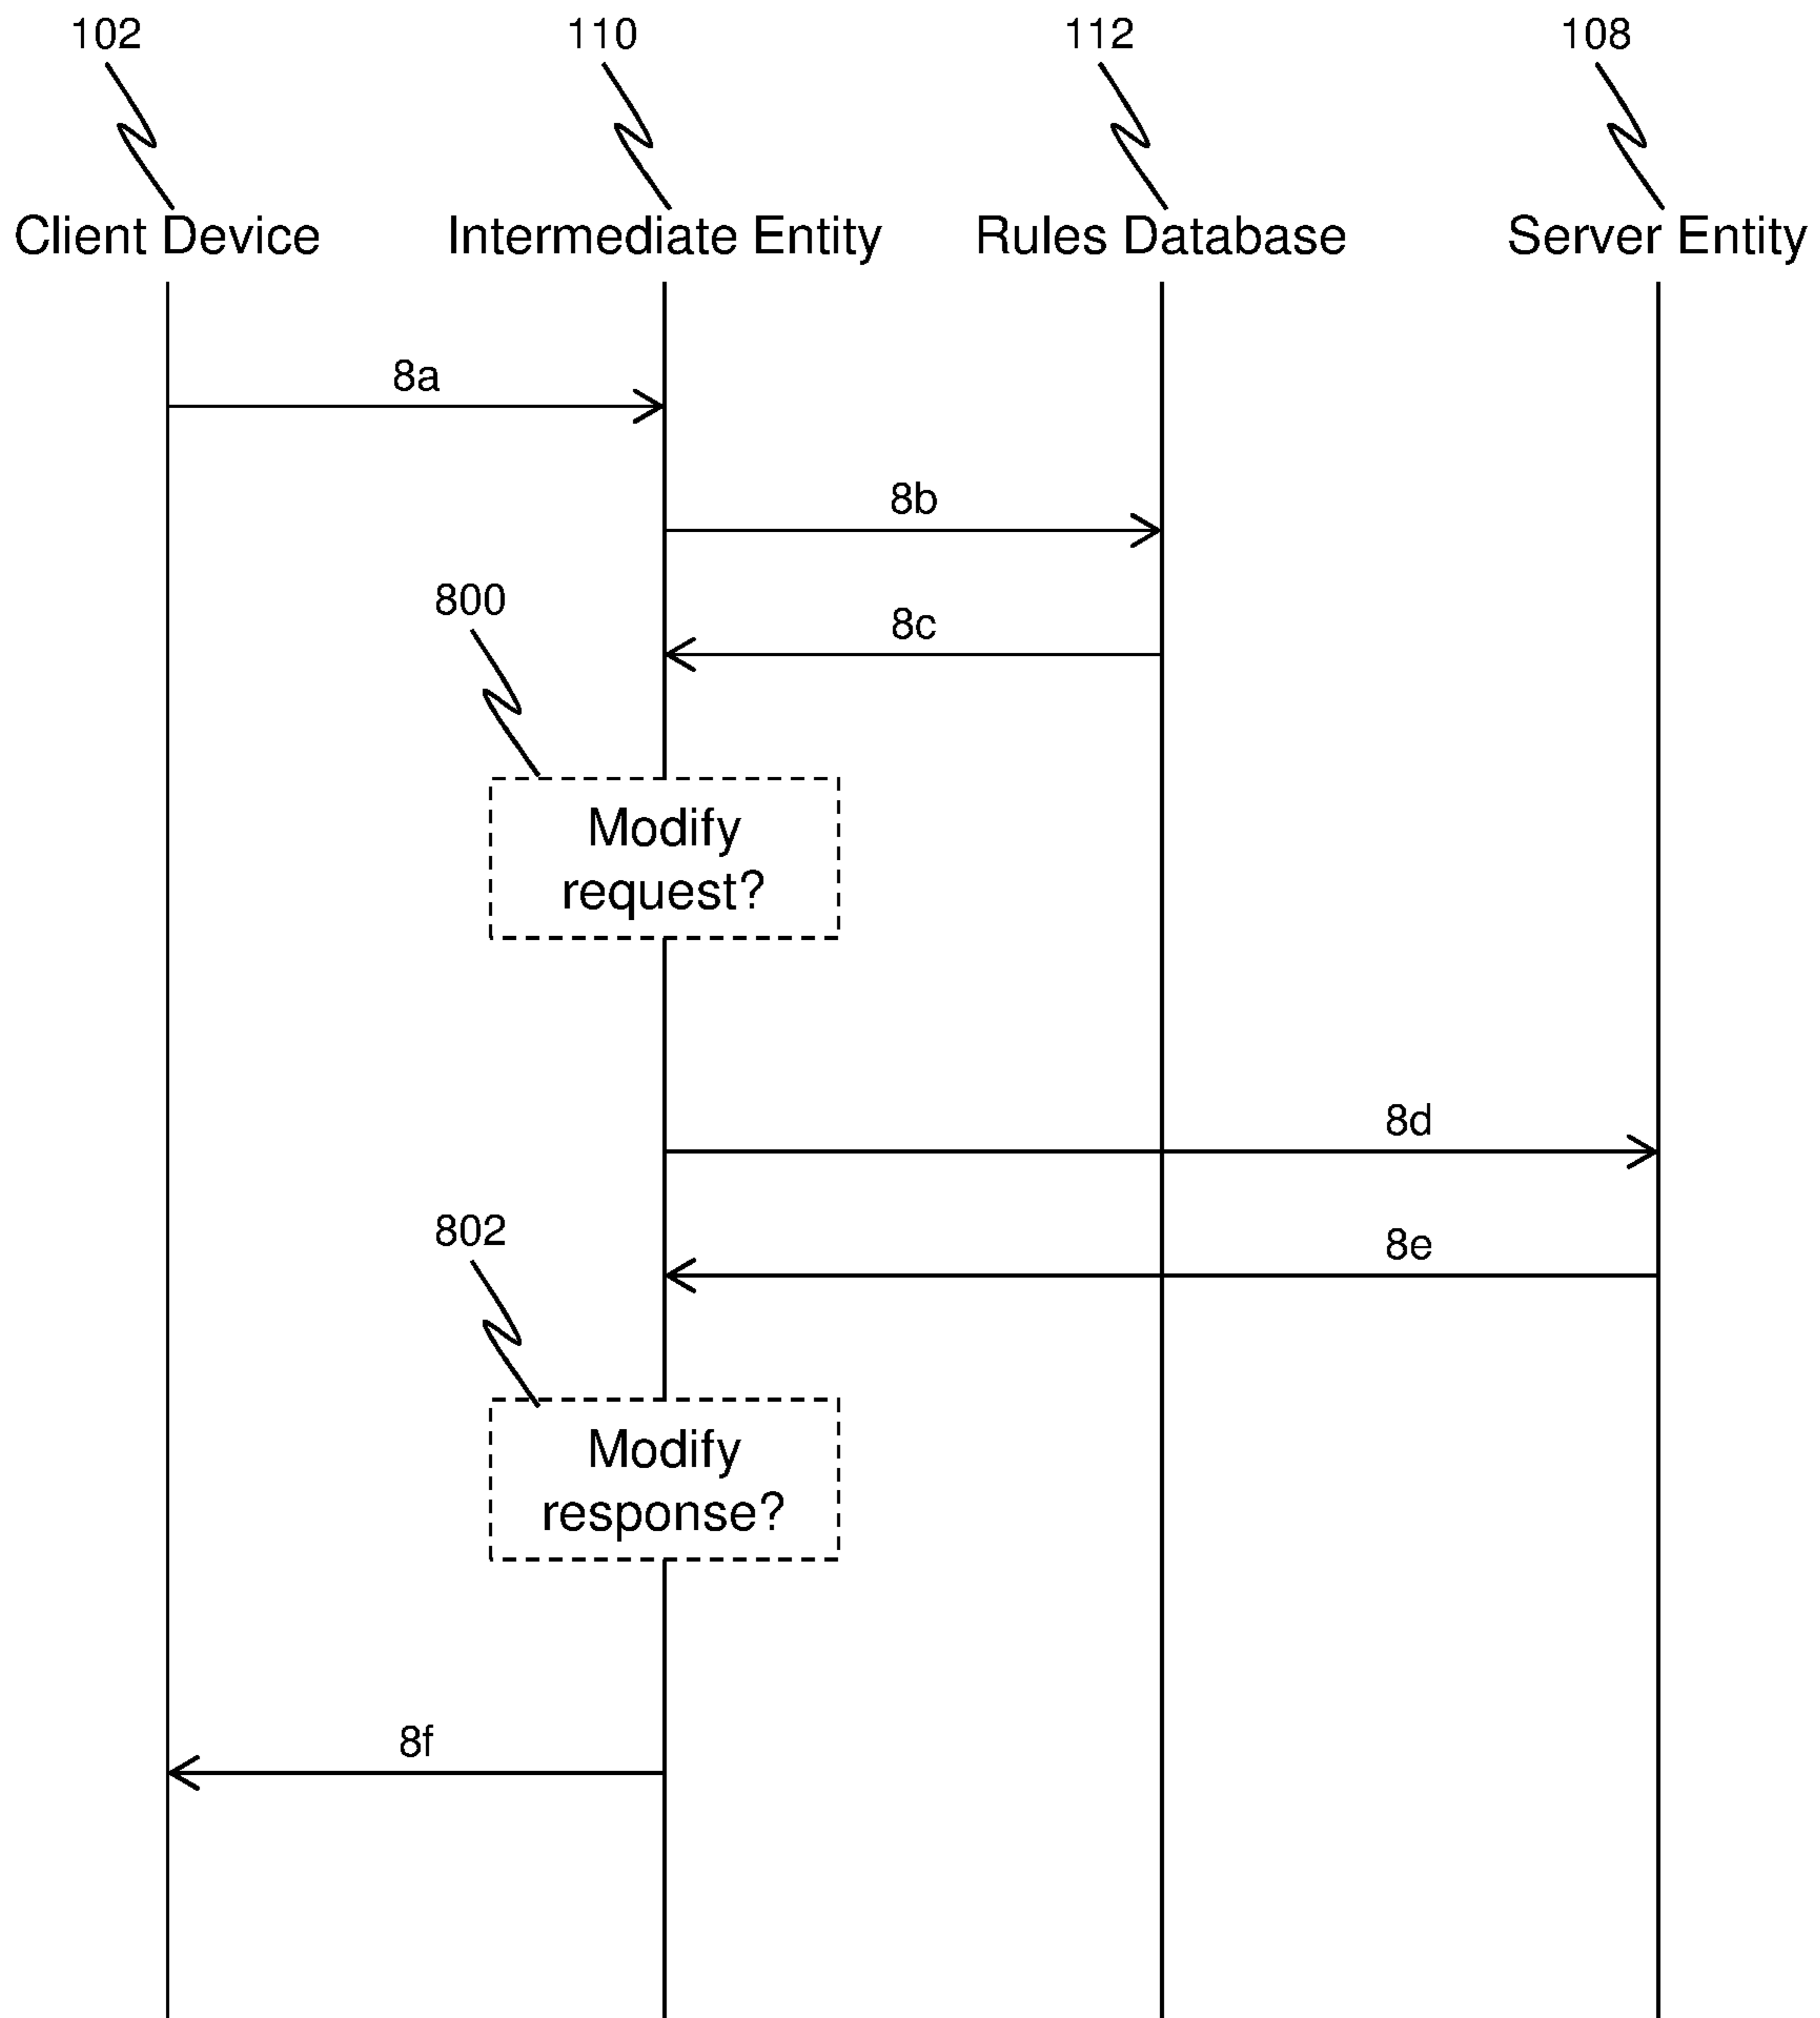 102
110
112
108
Client Device
Intermediate Entity
Rules Database
Server Entity
8a
8b
800
8c
Modify
request?
8d
802
8e
Modify
response?
8f